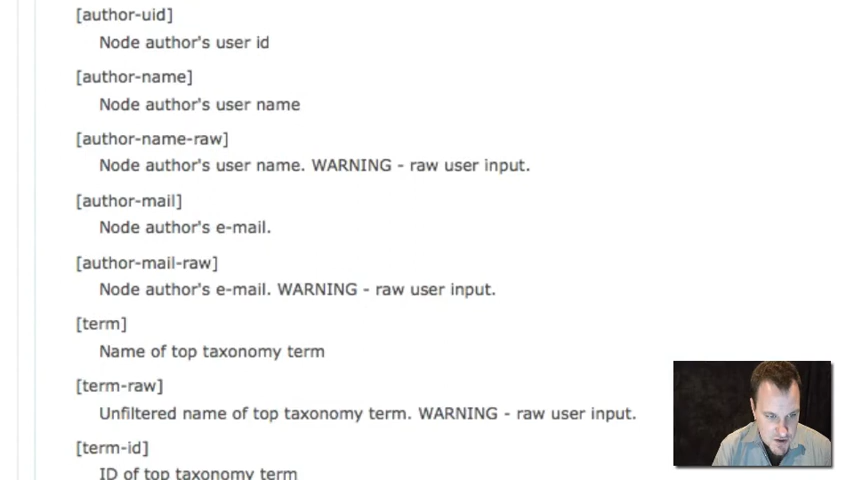 [author-uid]
Node author's user id
[author-name]
Node author's user name
[author-name-raw]
Node author's user name. WARNING - raw user input.
[author-mail]
Node author's e-mail.
[author-mail-raw]
Node author's e-mail. WARNING - raw user input.
[term]
Name of top taxonomy term
[term-raw]
Unfiltered name of top taxonomy term. WARNING - raw user input.
[term-id]
ID of top taxonomy term